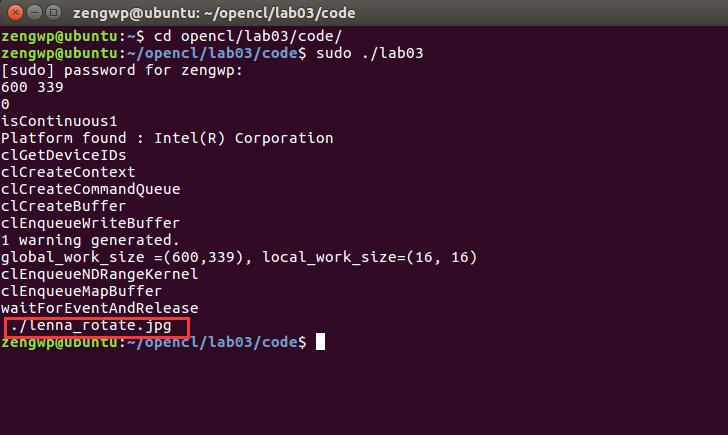 zengwp@ubuntu: ~/opencl/lab03/code
zengwp@ubuntu:~$ cd opencl/lab03/code/
zengwp@ubuntu:~/opencl/lab03/code$ sudo ./lab03
[sudo] password for zengwp:
600 339
0
isContinuous1
Platform found : Intel(R) Corporation
clGetDeviceIDs
clCreateContext
clCreateCommandQueue
clCreateBuffer
clEnqueueWriteBuffer
1 warning generated.
global_work_size =(600,339), local_work_size=(16, 16)
clEnqueueNDRangeKernel
clEnqueueMapBuffer
waitForEventAndRelease
./lenna_rotate.jpg
zengwp@ubuntu:~/opencl/lab03/code$